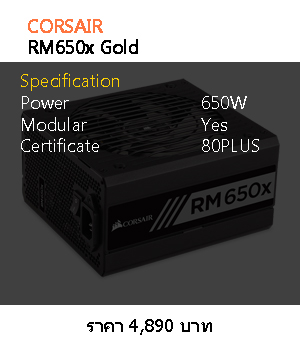 CORSAIR
RM650x Gold
Specification
Power 650W
Modular Yes
Certificate 80PLUS
CORSAIR
RM650x
ราคา 4,890 บาท